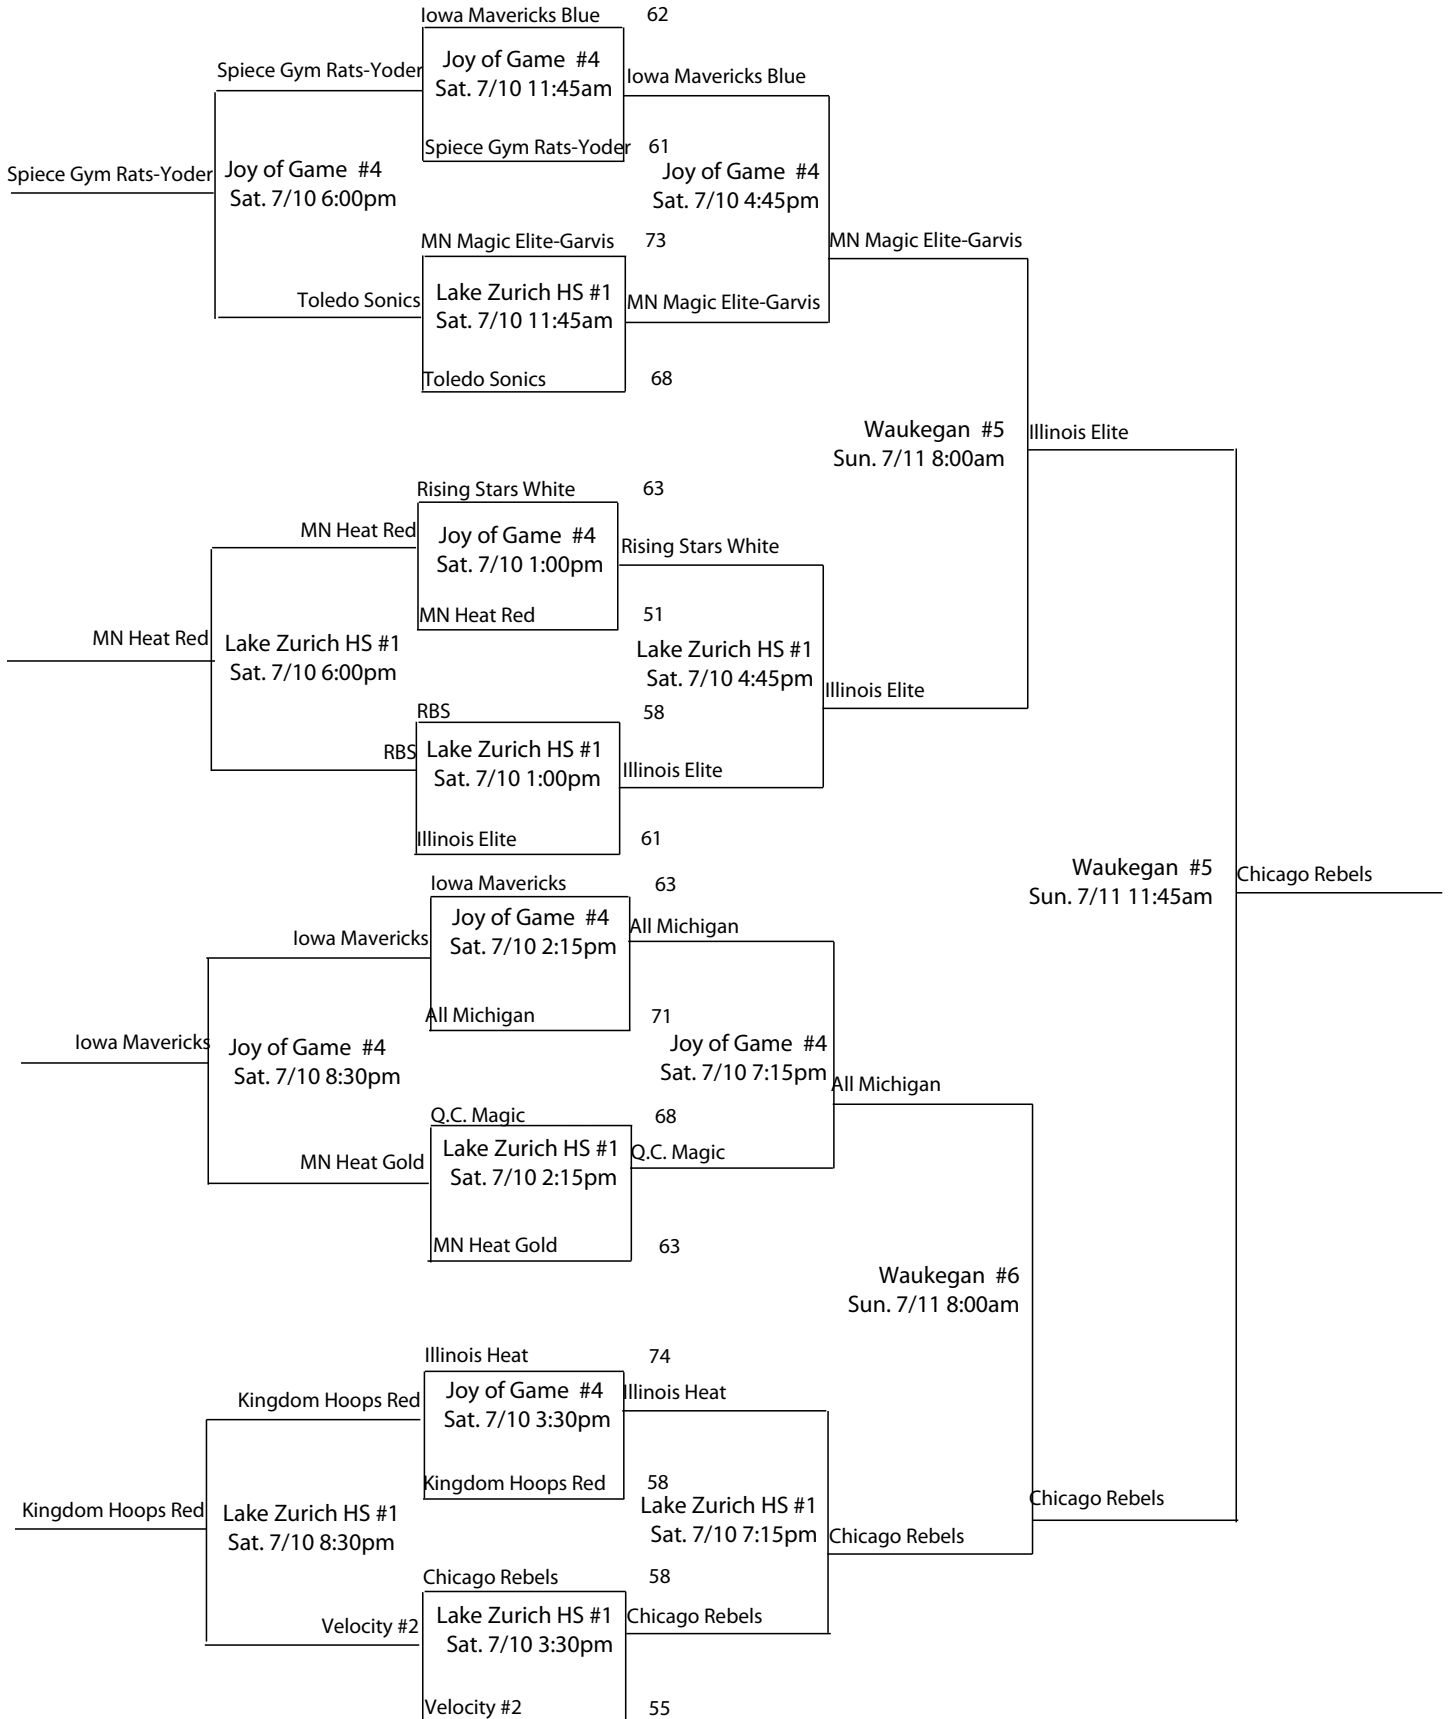 Iowa Mavericks Blue 62
Joy of Game #4
Spiece Gym Rats-Yoder
Iowa Mavericks Blue
Sat. 7/10 11:45am
Spiece Gym Rats-Yoder 61
Spiece Gym Rats-Yoder
Joy of Game #4
Sat. 7/10 6:00pm
Joy of Game #4
Sat. 7/10 4:45pm
MN Magic Elite-Garvis 73
MN Magic Elite-Garvis
Toledo Sonics
Lake Zurich HS #1
Sat. 7/10 11:45am
MN Magic Elite-Garvis
Toledo Sonics 68
Waukegan #5
Sun. 7/11 8:00am
Illinois Elite
Rising Stars White 63
MN Heat Red
Joy of Game #4
Sat. 7/10 1:00pm
Rising Stars White
MN Heat Red 51
MN Heat Red
Lake Zurich HS #1
Sat. 7/10 6:00pm
Lake Zurich HS #1
Sat. 7/10 4:45pm
Illinois Elite
RBS 58
RBS
Lake Zurich HS #1
Sat. 7/10 1:00pm
Illinois Elite
Illinois Elite 61
Waukegan #5
Sun. 7/11 11:45am
Chicago Rebels
Iowa Mavericks 63
Iowa Mavericks
Joy of Game #4
Sat. 7/10 2:15pm
All Michigan
All Michigan 71
Iowa Mavericks
Joy of Game #4
Sat. 7/10 8:30pm
Joy of Game #4
Sat. 7/10 7:15pm
All Michigan
Q.C. Magic 68
MN Heat Gold
Lake Zurich HS #1
Sat. 7/10 2:15pm
Q.C. Magic
MN Heat Gold 63
Waukegan #6
Sun. 7/11 8:00am
Illinois Heat 74
Kingdom Hoops Red
Joy of Game #4
Sat. 7/10 3:30pm
Illinois Heat
Kingdom Hoops Red 58
Kingdom Hoops Red
Lake Zurich HS #1
Sat. 7/10 8:30pm
Lake Zurich HS #1
Sat. 7/10 7:15pm
Chicago Rebels
Chicago Rebels
Chicago Rebels 58
Velocity #2
Lake Zurich HS #1
Sat. 7/10 3:30pm
Chicago Rebels
Velocity #2 55